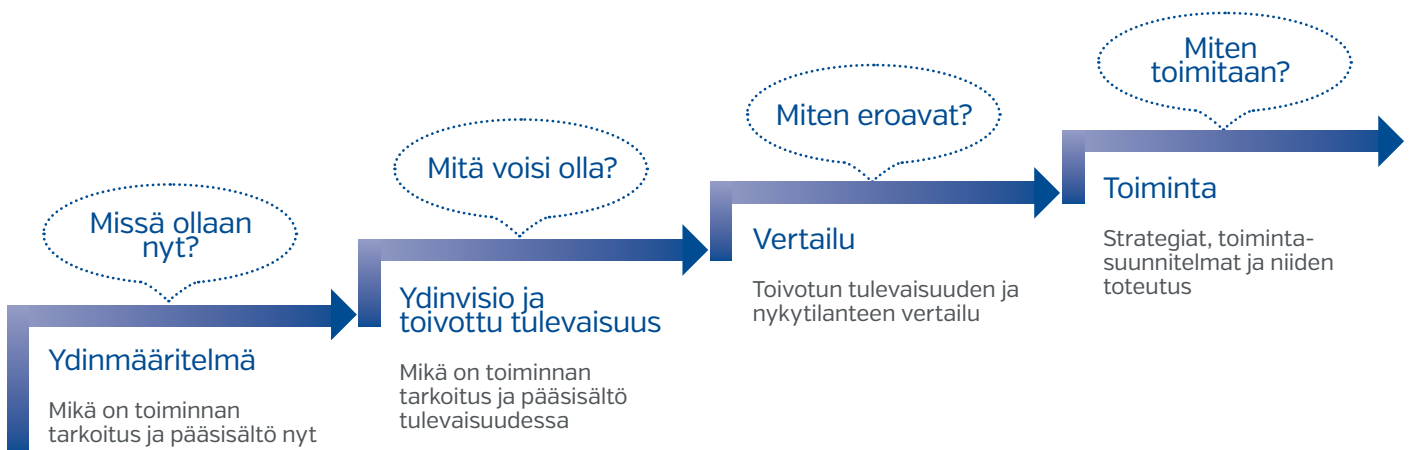 Missä ollaan
nyt?
Ydinmääritelmä
Mikä on toiminnan
tarkoitus ja pääsisältö nyt
Mitä voisi olla?
Ydinvisio ja
toivottu tulevaisuus
Mikä on toiminnan
tarkoitus ja pääsisältö
tulevaisuudessa
Miten eroavat?
Vertailu
Toivotun tulevaisuuden ja
nykytilanteen vertailu
Miten
toimitaan?
Toiminta
Strategiat, toiminta-
suunnitelmat ja niiden
toteutus